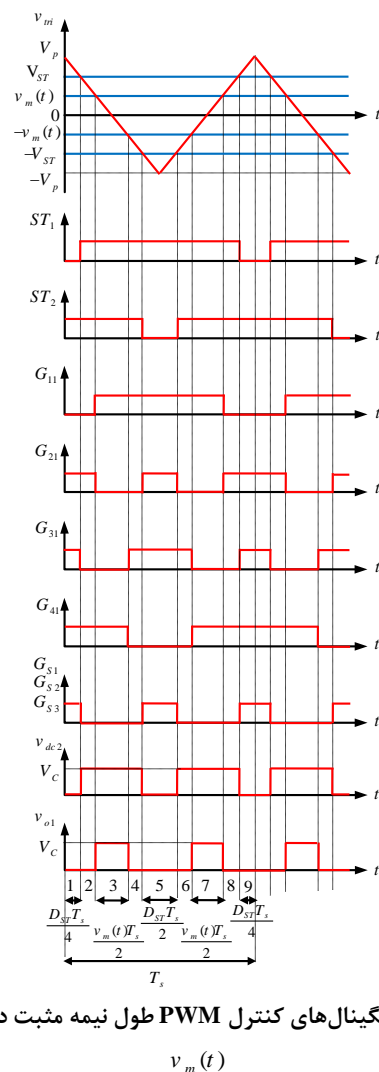 v_tri
V_p
V_ST
v_m(t)
0
t
-v_m(t)
-V_ST
-V_p
ST_1
t
ST_2
t
G_11
t
G_21
t
G_31
t
G_41
t
G_S1
G_S2
G_S3
t
v_dc2
V_C
t
v_o1
V_C
t
1 2 3 4 5 6 7 8 9
D_ST T_s / 4
v_m(t)T_s / 2
D_ST T_s / 2
v_m(t)T_s / 2
D_ST T_s / 4
T_s
گینال‌های کنترل PWM طول نیمه مثبت د
v_m(t)